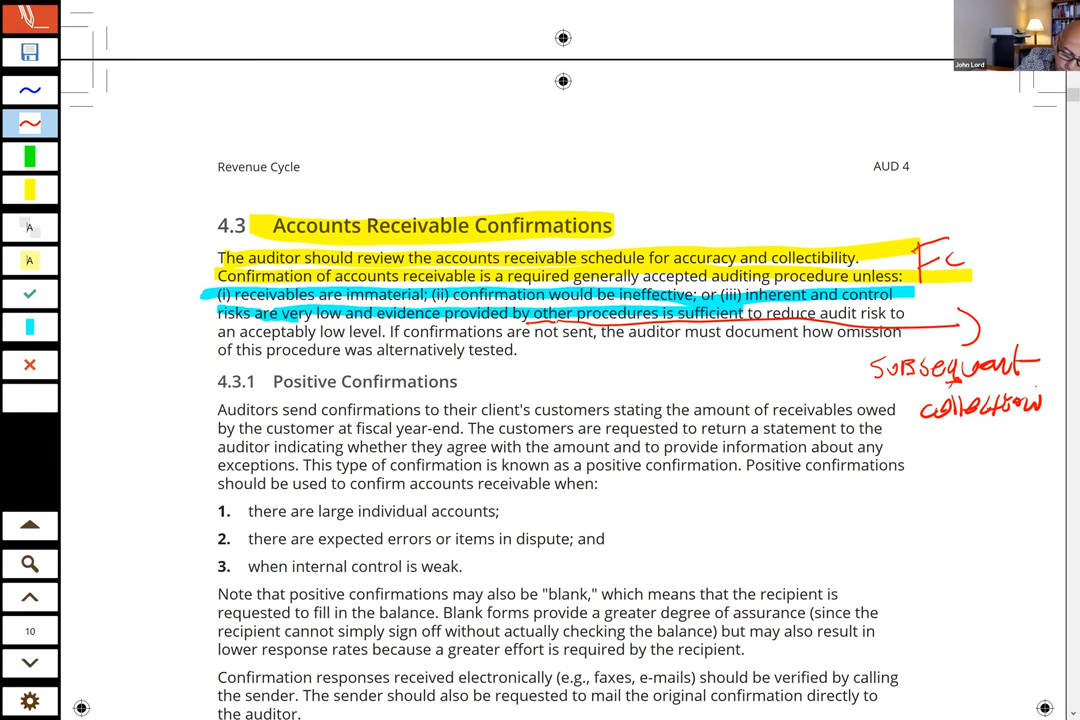 John Lord
Revenue Cycle
AUD 4
4.3 Accounts Receivable Confirmations
The auditor should review the accounts receivable schedule for accuracy and collectibility.
Confirmation of accounts receivable is a required generally accepted auditing procedure unless:
(i) receivables are immaterial; (ii) confirmation would be ineffective; or (iii) inherent and control
risks are very low and evidence provided by other procedures is sufficient to reduce audit risk to
an acceptably low level. If confirmations are not sent, the auditor must document how omission
of this procedure was alternatively tested.
subsequent
collection
4.3.1 Positive Confirmations
Auditors send confirmations to their client's customers stating the amount of receivables owed
by the customer at fiscal year-end. The customers are requested to return a statement to the
auditor indicating whether they agree with the amount and to provide information about any
exceptions. This type of confirmation is known as a positive confirmation. Positive confirmations
should be used to confirm accounts receivable when:
1. there are large individual accounts;
2. there are expected errors or items in dispute; and
3. when internal control is weak.
Note that positive confirmations may also be "blank," which means that the recipient is
requested to fill in the balance. Blank forms provide a greater degree of assurance (since the
recipient cannot simply sign off without actually checking the balance) but may also result in
lower response rates because a greater effort is required by the recipient.
Confirmation responses received electronically (e.g., faxes, e-mails) should be verified by calling
the sender. The sender should also be requested to mail the original confirmation directly to
the auditor.
A
A
10